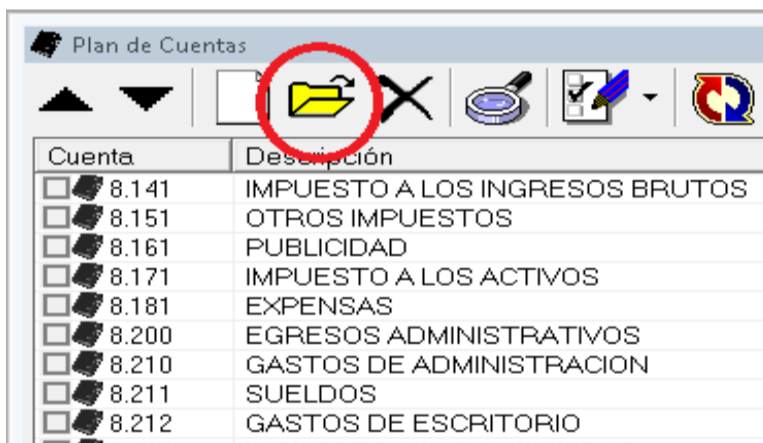 Plan de Cuentas
Cuenta Descripción
8.141 IMPUESTO A LOS INGRESOS BRUTOS
8.151 OTROS IMPUESTOS
8.161 PUBLICIDAD
8.171 IMPUESTO A LOS ACTIVOS
8.181 EXPENSAS
8.200 EGRESOS ADMINISTRATIVOS
8.210 GASTOS DE ADMINISTRACION
8.211 SUELDOS
8.212 GASTOS DE ESCRITORIO